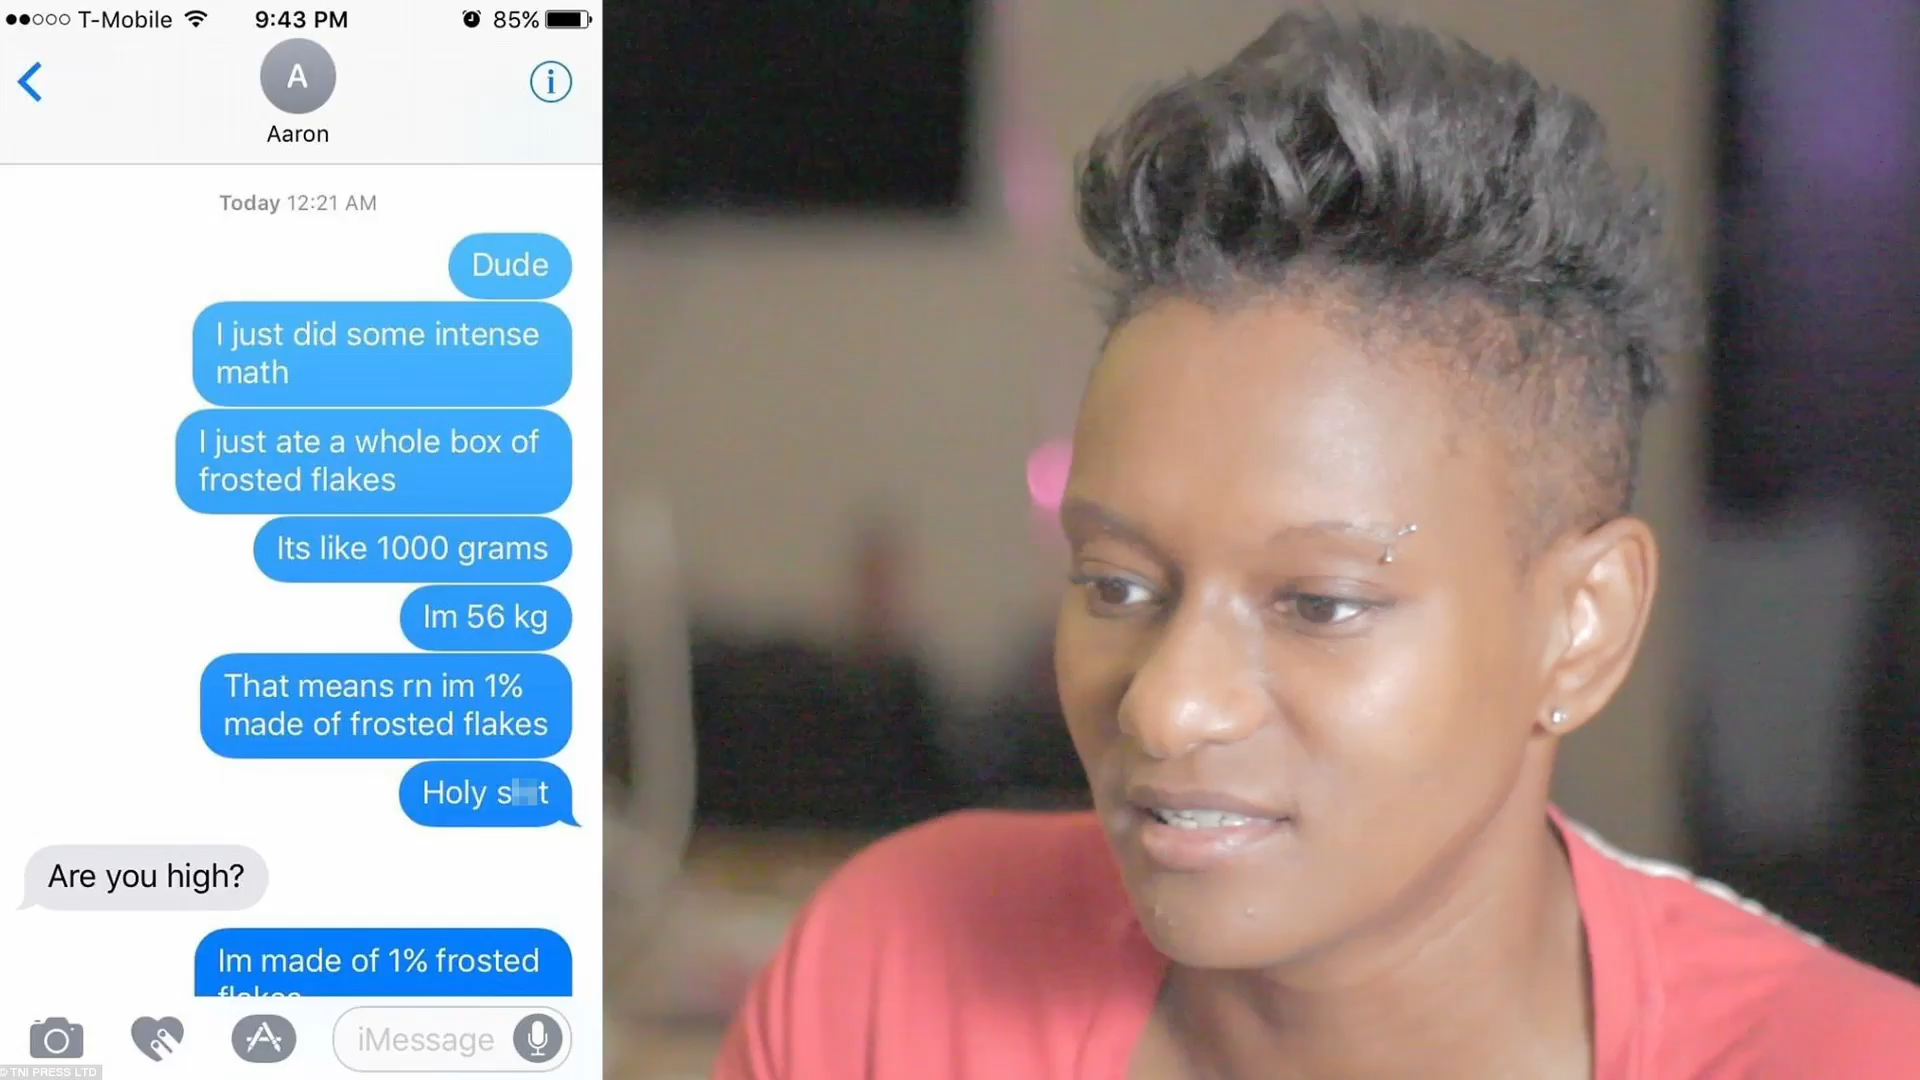 T-Mobile 9:43 PM 85%
A
Aaron
Today 12:21 AM
Dude
I just did some intense
math
I just ate a whole box of
frosted flakes
Its like 1000 grams
Im 56 kg
That means rn im 1%
made of frosted flakes
Holy s t
Are you high?
Im made of 1% frosted
flakes
iMessage
© TNI PRESS LTD